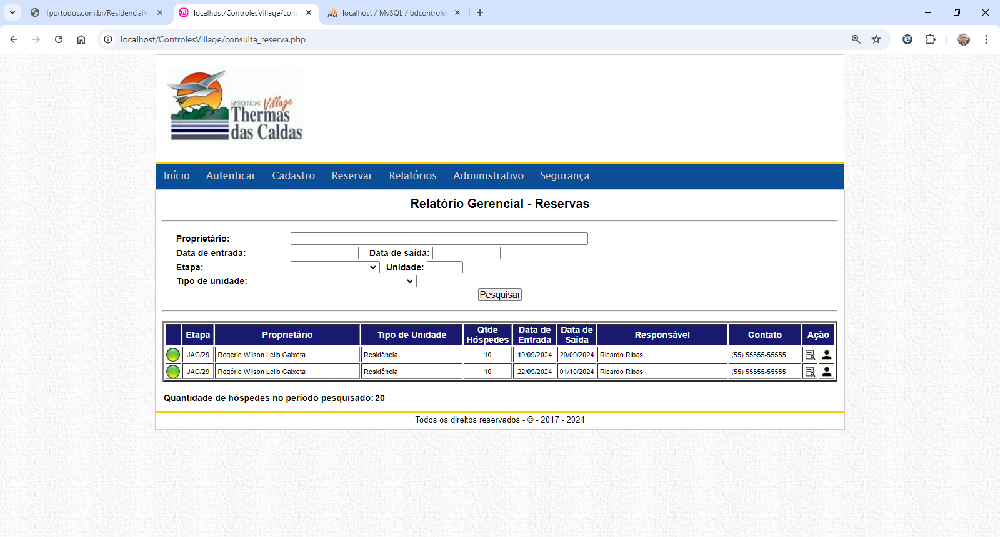 1portodos.com.br/ResidencialV
localhost/ControlesVillage/cons
localhost / MySQL / bdcontrole
localhost/ControlesVillage/consulta_reserva.php
RESIDENCIAL Village
Thermas
das Caldas
Início Autenticar Cadastro Reservar Relatórios Administrativo Segurança
Relatório Gerencial - Reservas
Proprietário:
Data de entrada: Data de saída:
Etapa: Unidade:
Tipo de unidade:
Pesquisar
Etapa Proprietário Tipo de Unidade Qtde Hóspedes Data de Entrada Data de Saída Responsável Contato Ação
JAC/29 Rogério Wilson Lelis Caixeta Residência 10 19/09/2024 20/09/2024 Ricardo Ribas (55) 55555-55555
JAC/29 Rogério Wilson Lelis Caixeta Residência 10 22/09/2024 01/10/2024 Ricardo Ribas (55) 55555-55555
Quantidade de hóspedes no período pesquisado: 20
Todos os direitos reservados - © - 2017 - 2024